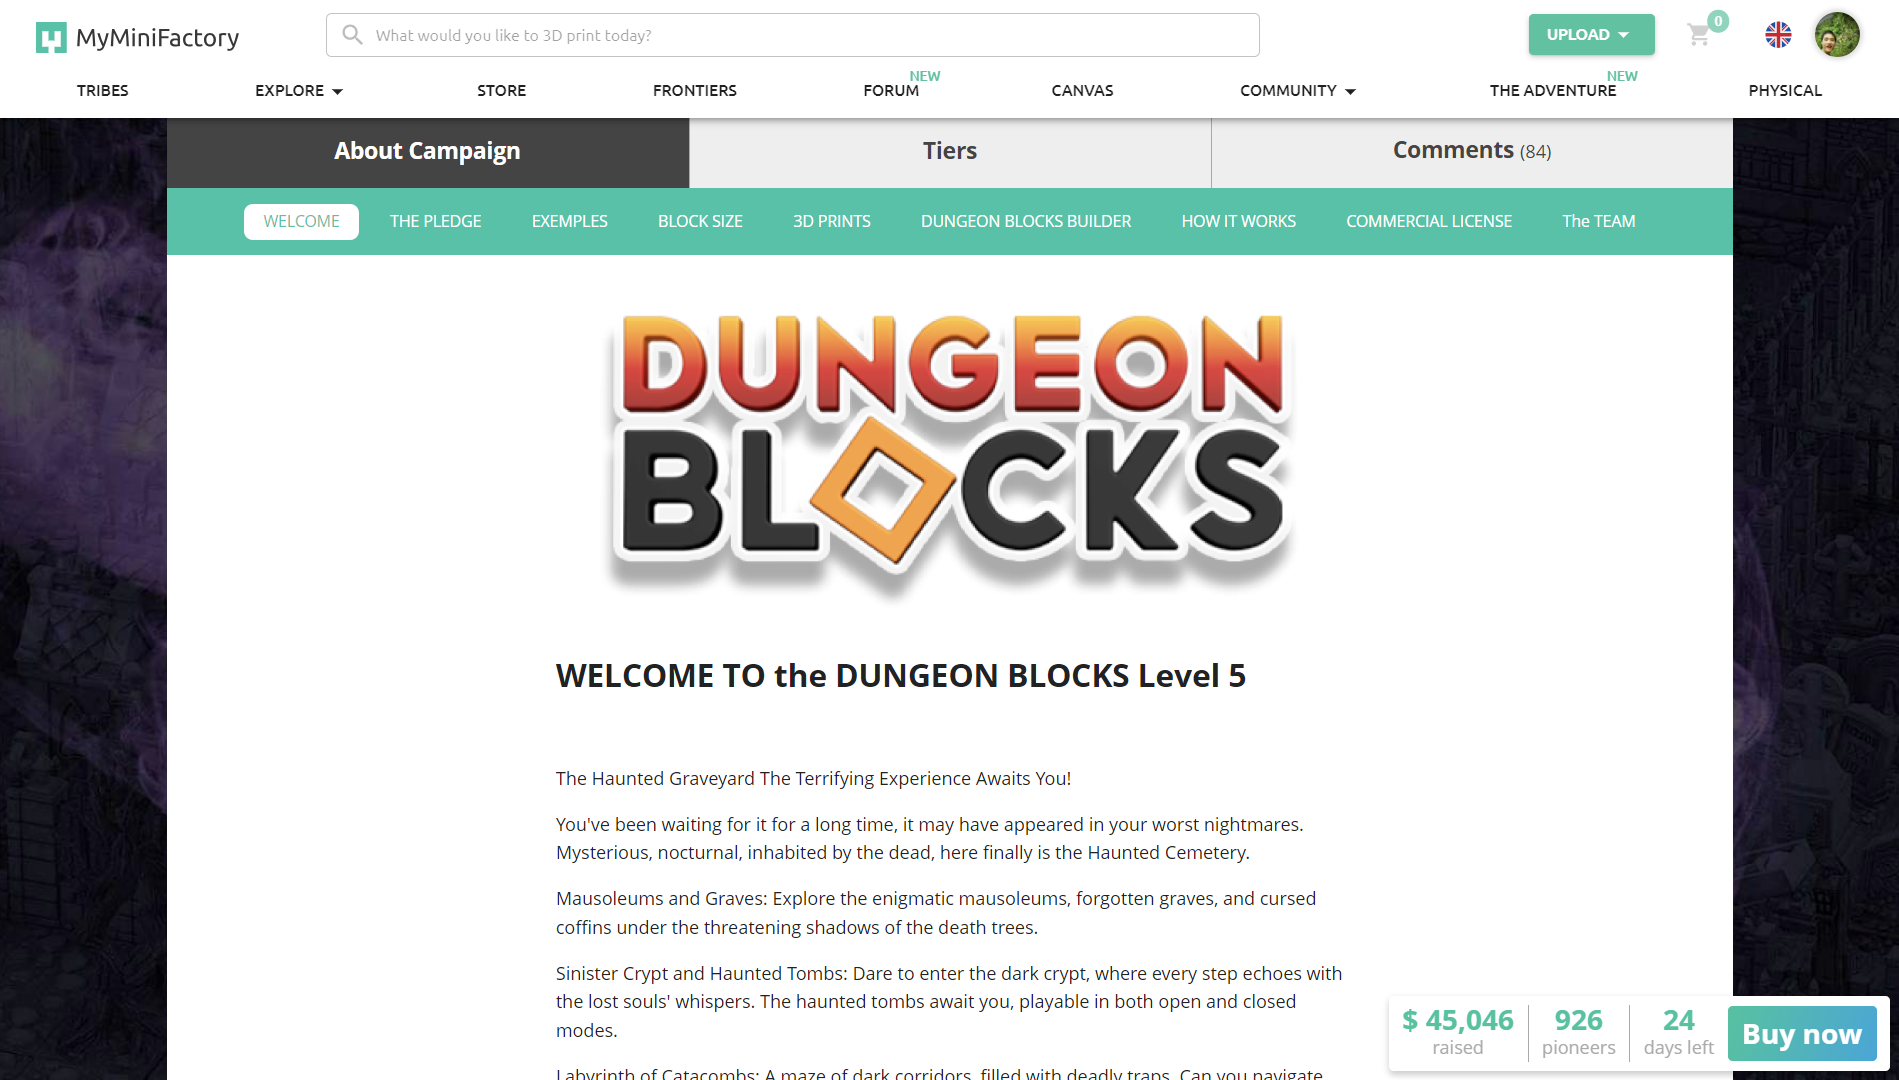 MyMiniFactory
What would you like to 3D print today?
UPLOAD
0
TRIBES
EXPLORE
STORE
FRONTIERS
FORUM
NEW
CANVAS
COMMUNITY
THE ADVENTURE
NEW
PHYSICAL
About Campaign
Tiers
Comments (84)
WELCOME
THE PLEDGE
EXEMPLES
BLOCK SIZE
3D PRINTS
DUNGEON BLOCKS BUILDER
HOW IT WORKS
COMMERCIAL LICENSE
The TEAM
DUNGEON
BLOCKS
WELCOME TO the DUNGEON BLOCKS Level 5
The Haunted Graveyard The Terrifying Experience Awaits You!
You've been waiting for it for a long time, it may have appeared in your worst nightmares.
Mysterious, nocturnal, inhabited by the dead, here finally is the Haunted Cemetery.
Mausoleums and Graves: Explore the enigmatic mausoleums, forgotten graves, and cursed
coffins under the threatening shadows of the death trees.
Sinister Crypt and Haunted Tombs: Dare to enter the dark crypt, where every step echoes with
the lost souls' whispers. The haunted tombs await you, playable in both open and closed
modes.
Labyrinth of Catacombs: A maze of dark corridors, filled with deadly traps. Can you navigate
$ 45,046
raised
926
pioneers
24
days left
Buy now